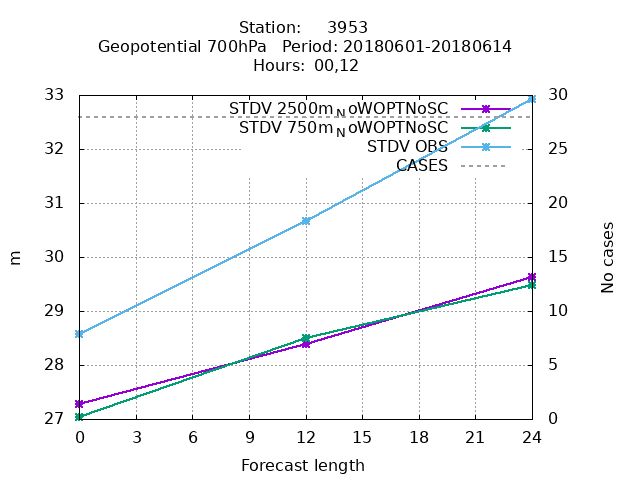 Station:     3953
Geopotential 700hPa   Period: 20180601-20180614
Hours:  00,12
STDV 2500m_NoWOPTNoSC
STDV 750m_NoWOPTNoSC
STDV OBS
CASES
33
32
31
30
29
28
27
m
30
25
20
15
10
5
0
No cases
0 3 6 9 12 15 18 21 24
Forecast length